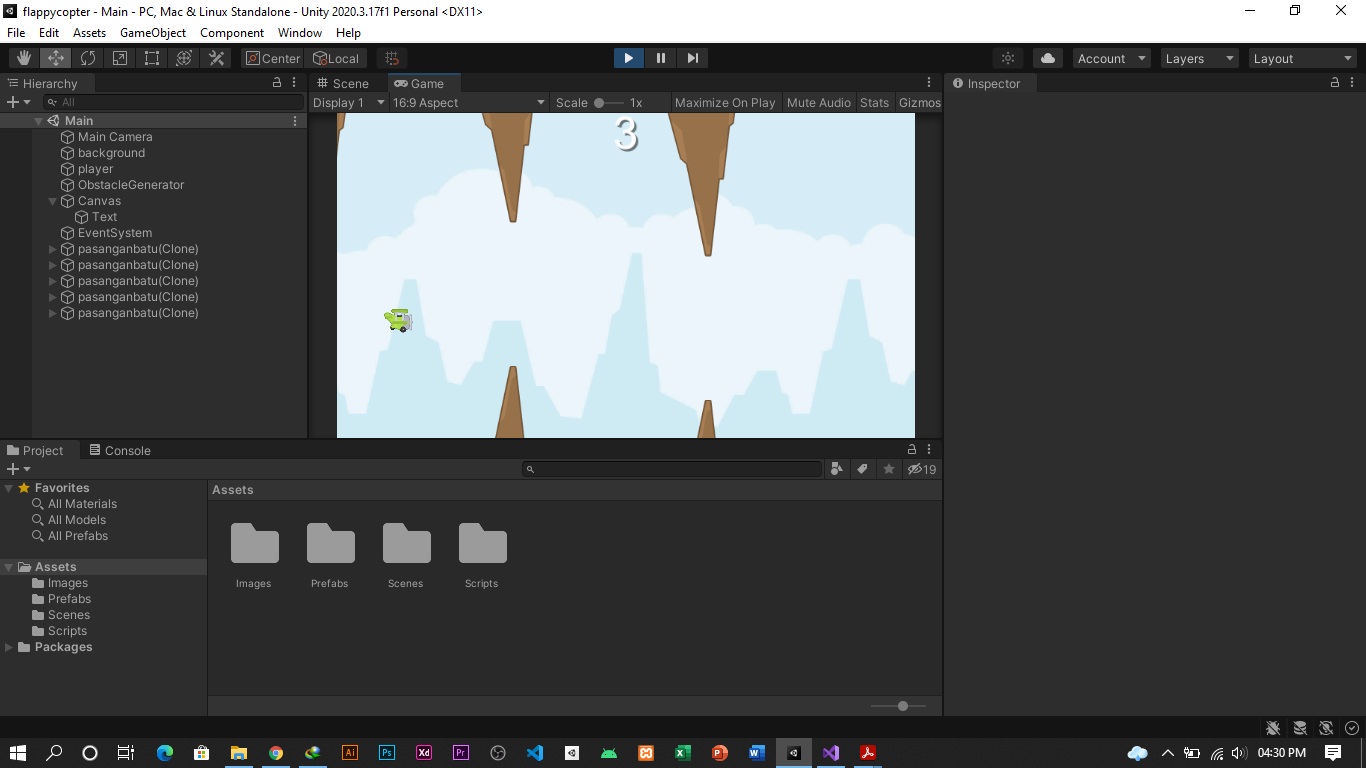 flappycopter - Main - PC, Mac & Linux Standalone - Unity 2020.3.17f1 Personal <DX11>
File Edit Assets GameObject Component Window Help
Center Local Account Layers Layout
Hierarchy
All
Main
Main Camera
background
player
ObstacleGenerator
Canvas
Text
EventSystem
pasanganbatu(Clone)
pasanganbatu(Clone)
pasanganbatu(Clone)
pasanganbatu(Clone)
pasanganbatu(Clone)
Scene Game
Display 1 16:9 Aspect Scale 1x Maximize On Play Mute Audio Stats Gizmos
3
Inspector
Project Console
19
Favorites
All Materials
All Models
All Prefabs
Assets
Images
Prefabs
Scenes
Scripts
Packages
Assets
Images Prefabs Scenes Scripts
Ai Ps Xd Pr
04:30 PM